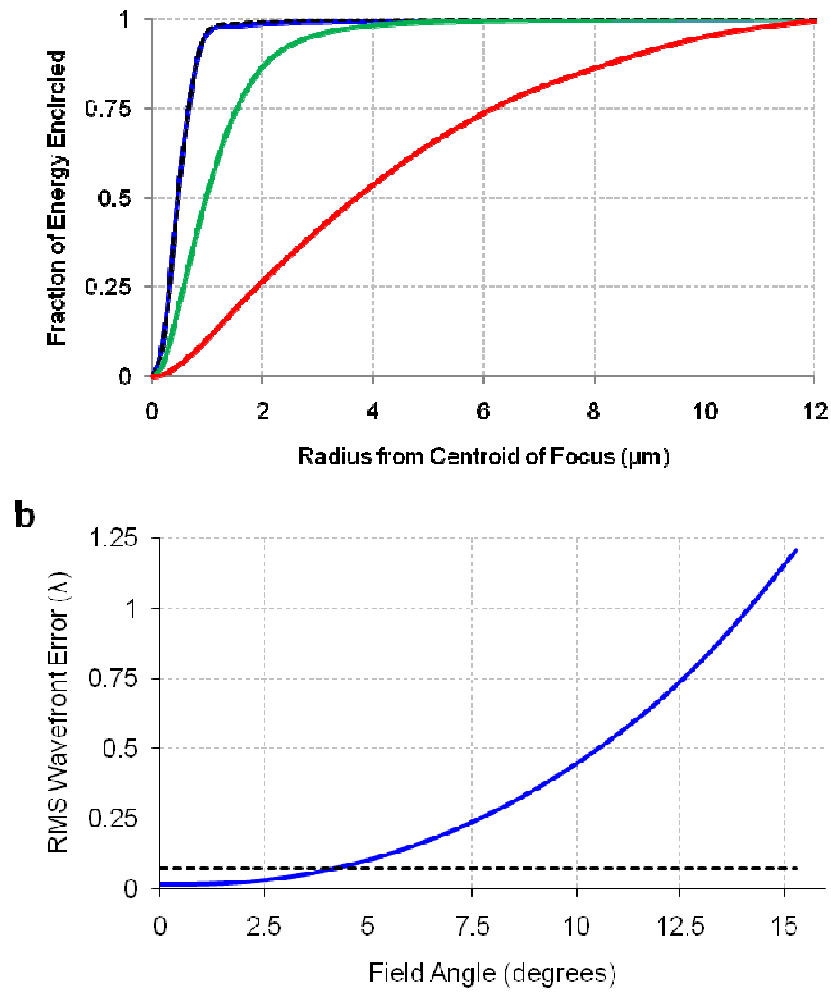 1
0.75
0.5
0.25
0
Fraction of Energy Encircled
0 2 4 6 8 10 12
Radius from Centroid of Focus (µm)
b
1.25
1
0.75
0.5
0.25
0
RMS Wavefront Error (λ)
0 2.5 5 7.5 10 12.5 15
Field Angle (degrees)